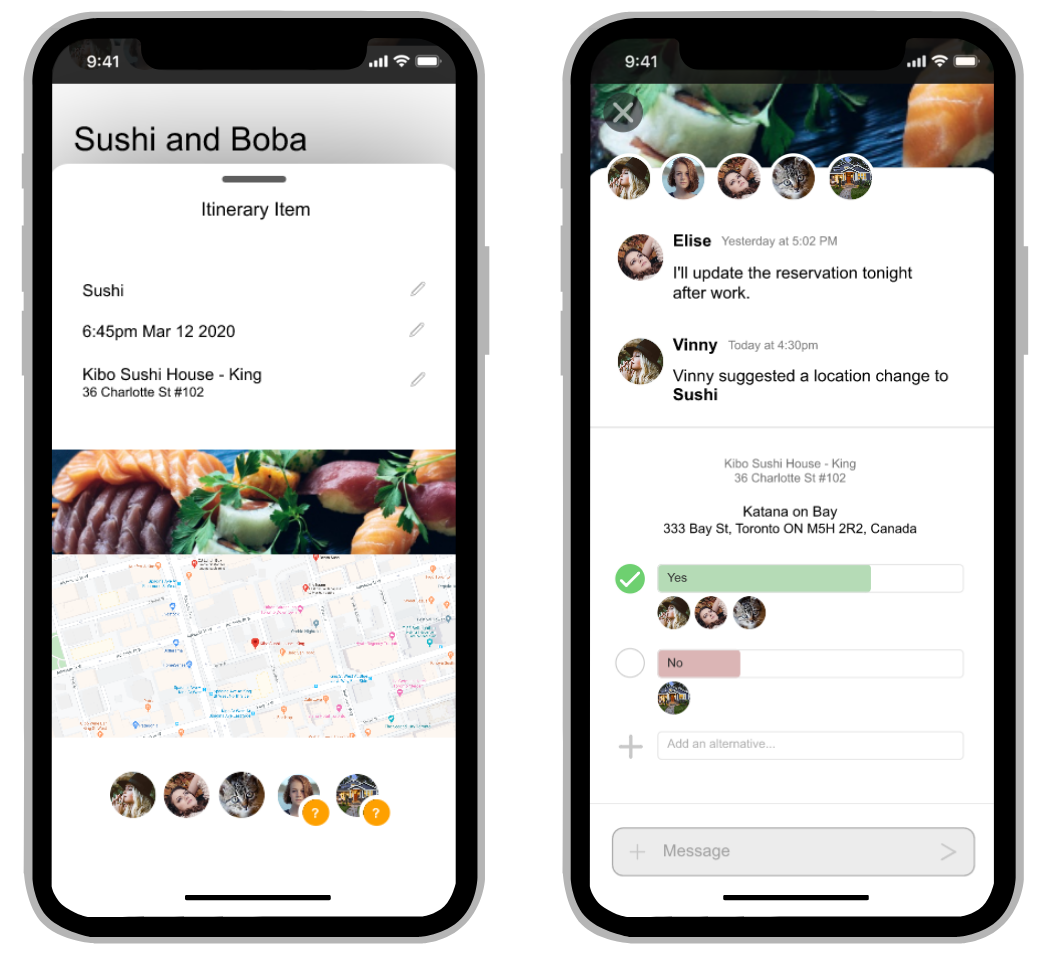 9:41
Sushi and Boba
Itinerary Item
Sushi
6:45pm Mar 12 2020
Kibo Sushi House - King
36 Charlotte St #102
?
?
9:41
Elise Yesterday at 5:02 PM
I'll update the reservation tonight
after work.
Vinny Today at 4:30pm
Vinny suggested a location change to
Sushi
Kibo Sushi House - King
36 Charlotte St #102
Katana on Bay
333 Bay St, Toronto ON M5H 2R2, Canada
Yes
No
Add an alternative...
Message